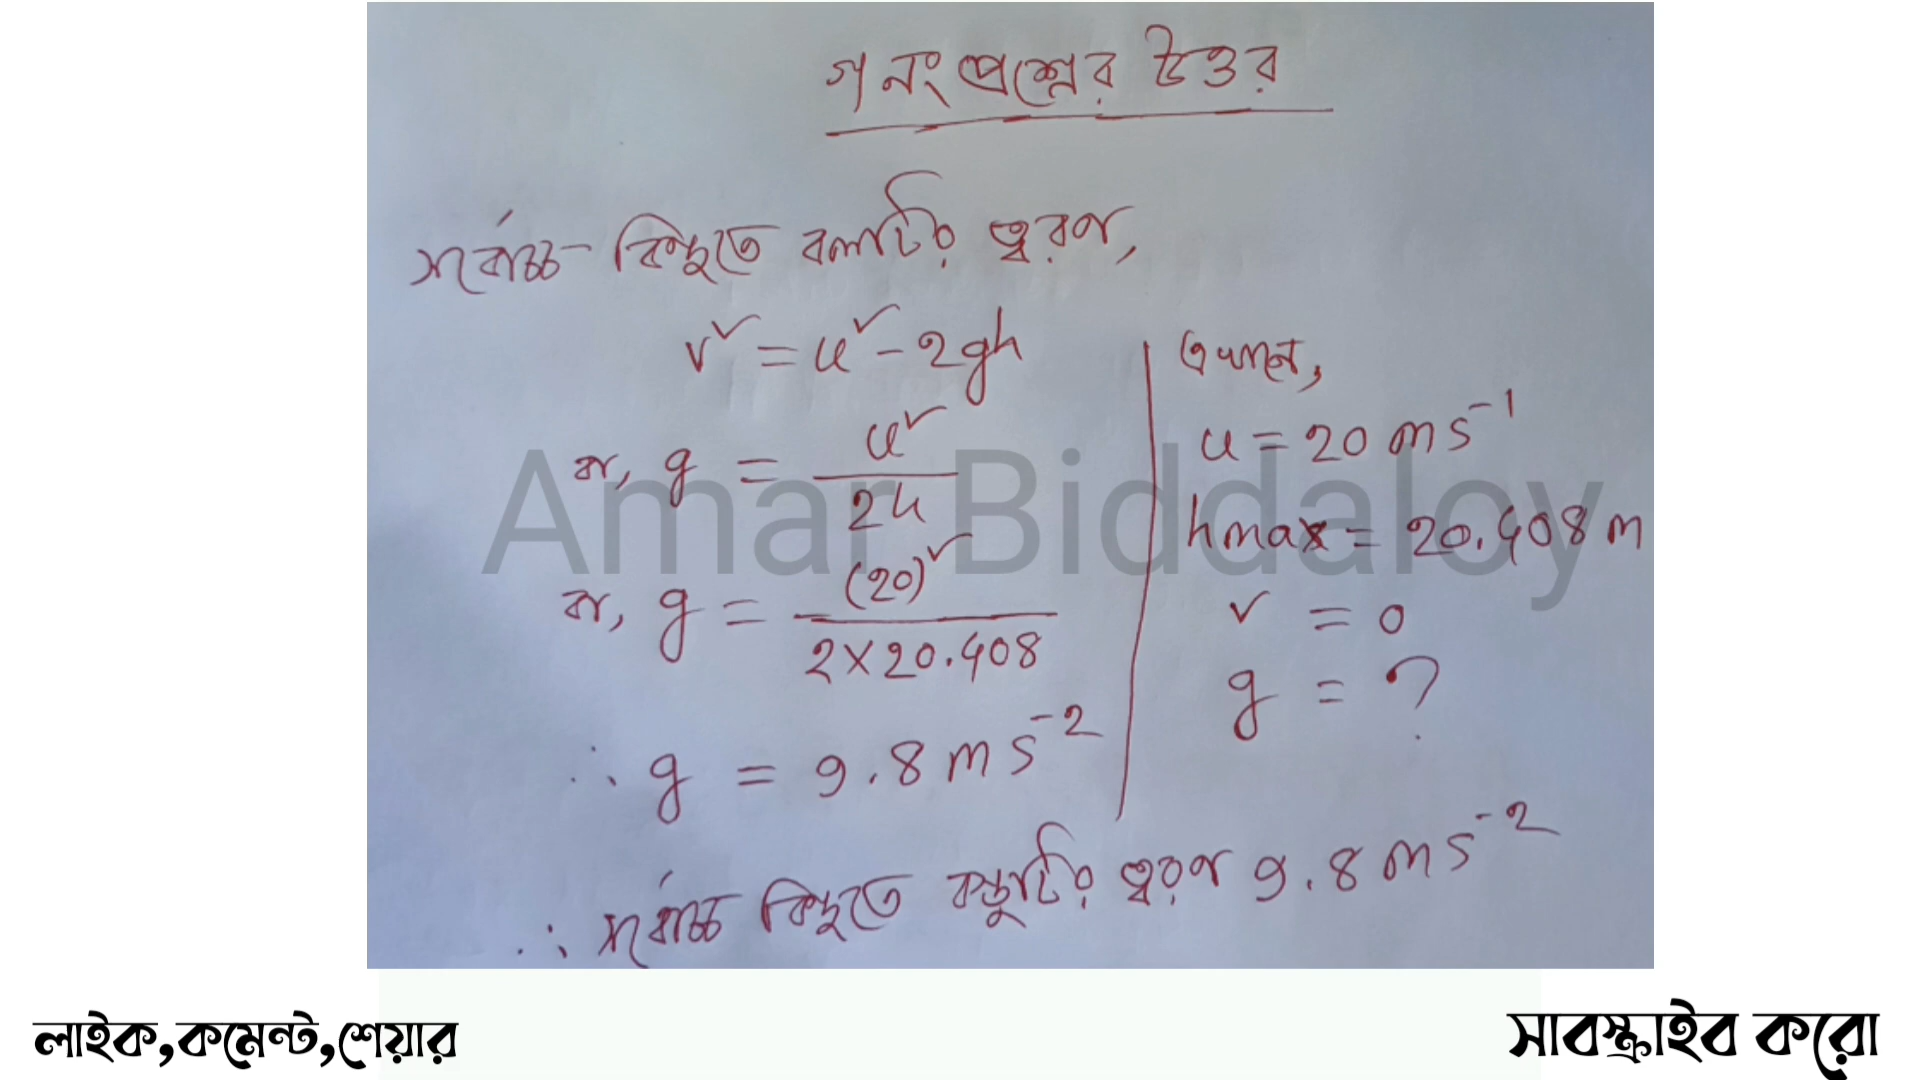 গ নং প্রশ্নের উত্তর
সর্বোচ্চ বিন্দুতে বলটির ত্বরণ,
v² = u² - 2gh
বা, g = u² / 2h
বা, g = (20)² / 2×20.408
∴ g = 9.8 ms⁻²
এখানে,
u = 20 ms⁻¹
hmax = 20.408 m
v = 0
g = ?
∴ সর্বোচ্চ বিন্দুতে বস্তুটির ত্বরণ 9.8 ms⁻²
Amar Biddaloy
লাইক,কমেন্ট,শেয়ার
সাবস্ক্রাইব করো